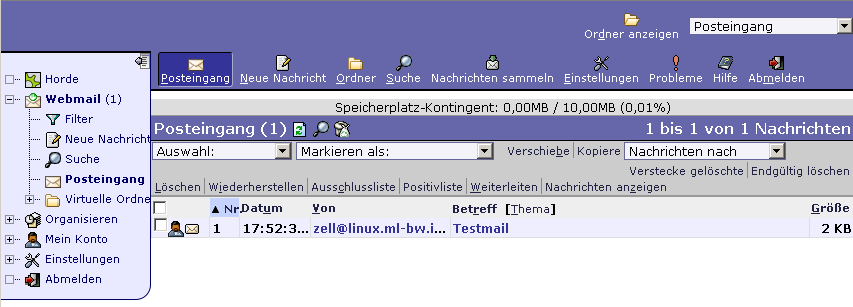 Ordner anzeigen Posteingang
Posteingang Neue Nachricht Ordner Suche Nachrichten sammeln Einstellungen Probleme Hilfe Abmelden
Horde
Webmail (1)
Filter
Neue Nachricht
Suche
Posteingang
Virtuelle Ordne
Organisieren
Mein Konto
Einstellungen
Abmelden
Speicherplatz-Kontingent: 0,00MB / 10,00MB (0,01%)
Posteingang (1) 1 bis 1 von 1 Nachrichten
Auswahl: Markieren als: Verschiebe Kopiere Nachrichten nach
Verstecke gelöschte Endgültig löschen
Löschen Wiederherstellen Ausschlussliste Positivliste Weiterleiten Nachrichten anzeigen
Nr. Datum Von Betreff [Thema] Größe
1 17:52:3... zell@linux.ml-bw.i... Testmail 2 KB